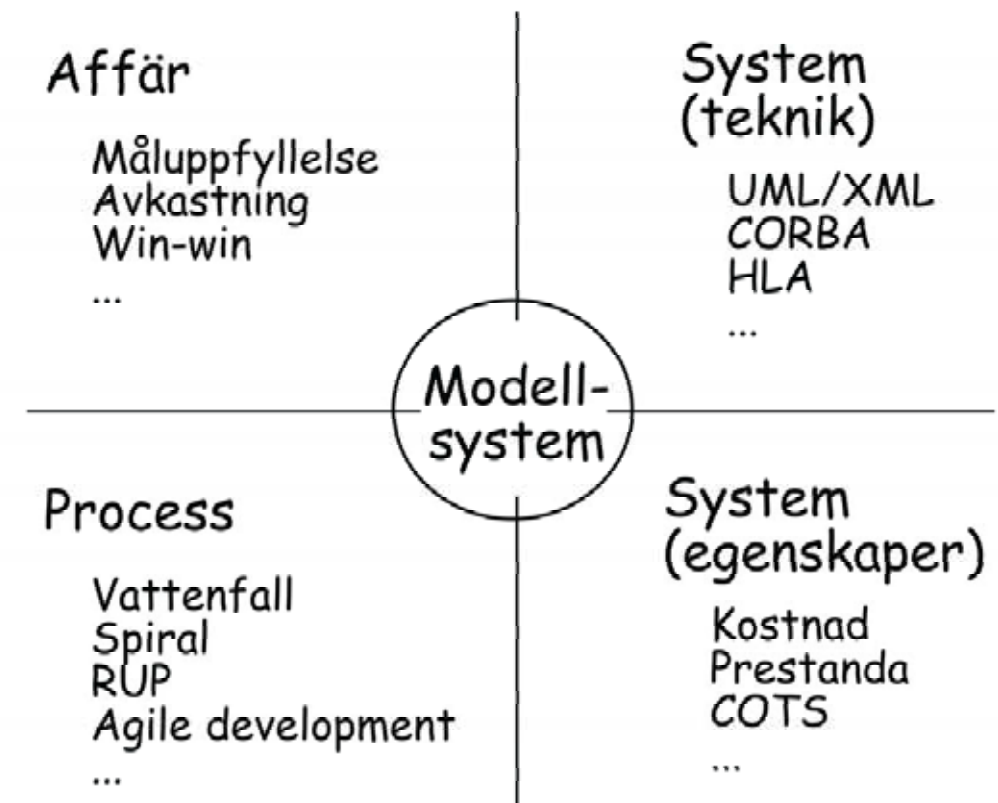 Affär
Måluppfyllelse
Avkastning
Win-win
...
System
(teknik)
UML/XML
CORBA
HLA
...
Modell-
system
Process
Vattenfall
Spiral
RUP
Agile development
...
System
(egenskaper)
Kostnad
Prestanda
COTS
...